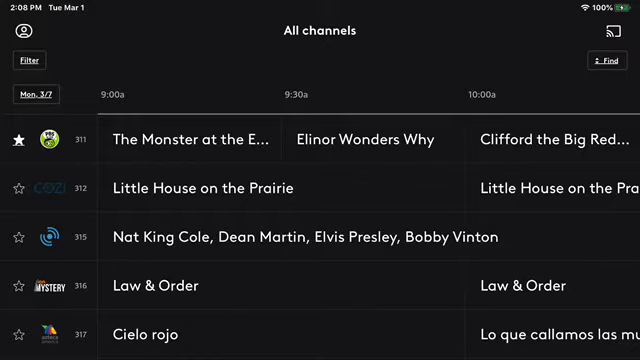 2:08 PM Tue Mar 1 100%
All channels
Filter Find
Mon, 3/7 9:00a 9:30a 10:00a
311 The Monster at the E... Elinor Wonders Why Clifford the Big Red...
COZI 312 Little House on the Prairie Little House on the Pra
315 Nat King Cole, Dean Martin, Elvis Presley, Bobby Vinton
MYSTERY 316 Law & Order Law & Order
azteca 317 Cielo rojo Lo que callamos las mu